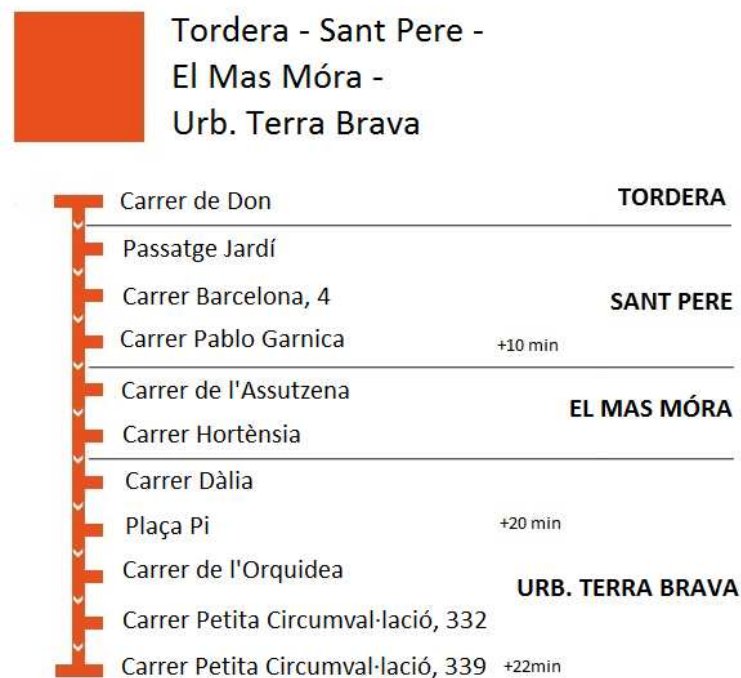 Tordera - Sant Pere -
El Mas Móra -
Urb. Terra Brava
Carrer de Don TORDERA
Passatge Jardí
Carrer Barcelona, 4 SANT PERE
Carrer Pablo Garnica +10 min
Carrer de l'Assutzena
EL MAS MÓRA
Carrer Hortènsia
Carrer Dàlia
Plaça Pi +20 min
Carrer de l'Orquidea
URB. TERRA BRAVA
Carrer Petita Circumval·lació, 332
Carrer Petita Circumval·lació, 339 +22min